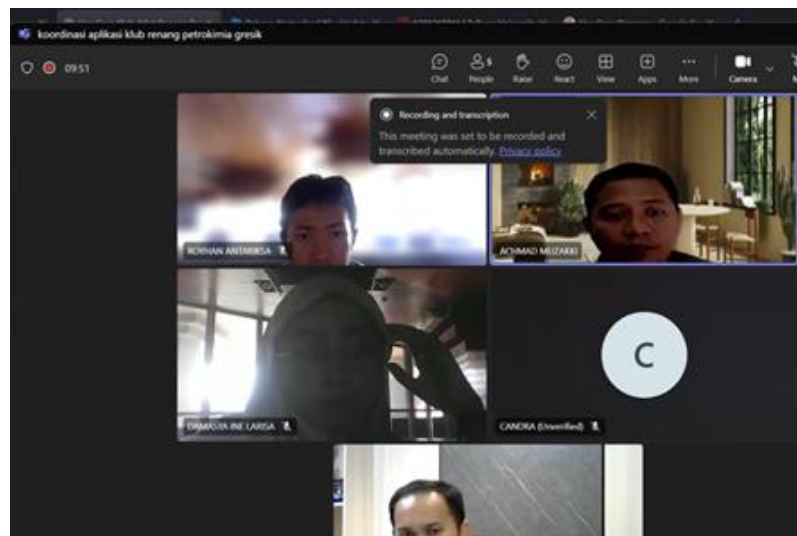 koordinasi aplikasi klub renang petrokimia gresik
09:51
Chat
People
Raise
React
View
Apps
More
Camera
Recording and transcription
This meeting was set to be recorded and
transcribed automatically. Privacy policy
ROYHAN ANTARIKSA
ACHMAD MUZAKKI
C
DAMASYA INE LARISA
CANDRA (Unverified)